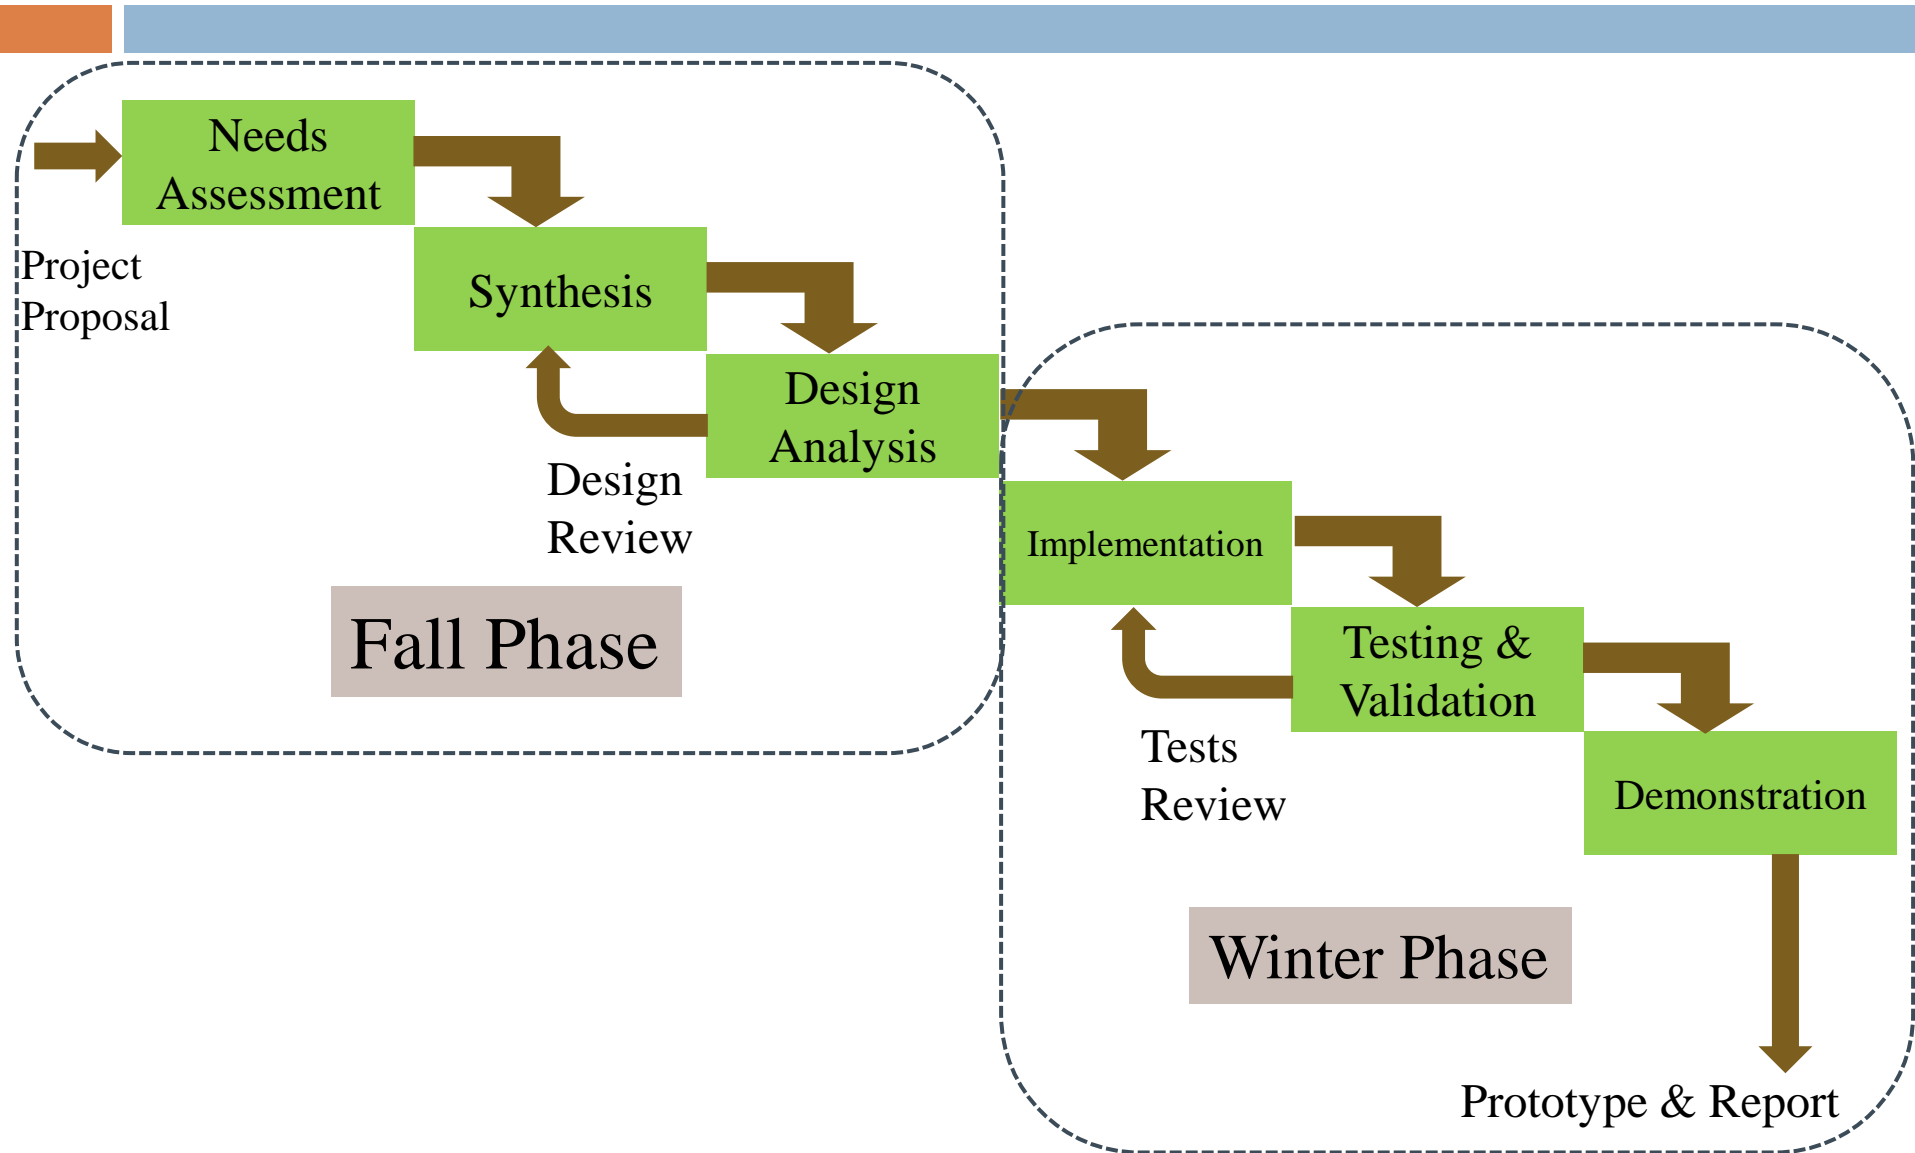 Needs
Assessment
Project
Proposal
Synthesis
Design
Analysis
Design
Review
Fall Phase
Implementation
Testing &
Validation
Tests
Review
Demonstration
Winter Phase
Prototype & Report